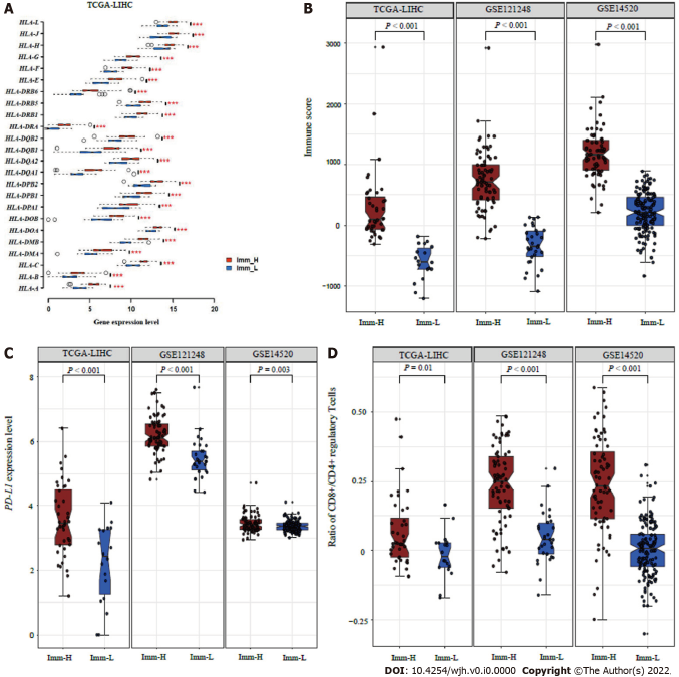 A
TCGA-LIHC
HLA-L ***
HLA-J ***
HLA-H ***
HLA-G ***
HLA-F ***
HLA-E ***
HLA-DRB6 ***
HLA-DRB5 ***
HLA-DRB1 ***
HLA-DRA ***
HLA-DQB2 ***
HLA-DQB1 ***
HLA-DQA2 ***
HLA-DQA1 ***
HLA-DPB2 ***
HLA-DPB1 ***
HLA-DPA1 ***
HLA-DOB ***
HLA-DOA ***
HLA-DMB ***
HLA-DMA ***
HLA-C ***
HLA-B ***
HLA-A ***
Imm_H
Imm_L
0 5 10 15 20
Gene expression level
B
TCGA-LIHC GSE121248 GSE14520
P < 0.001 P < 0.001 P < 0.001
Immune score
3000
2000
1000
0
−1000
Imm-H Imm-L Imm-H Imm-L Imm-H Imm-L
C
TCGA-LIHC GSE121248 GSE14520
P < 0.001 P < 0.001 P = 0.003
PD-L1 expression level
8
6
4
2
0
Imm-H Imm-L Imm-H Imm-L Imm-H Imm-L
D
TCGA-LIHC GSE121248 GSE14520
P = 0.01 P < 0.001 P < 0.001
Ratio of CD8+/CD4+ regulatory Tcells
0.50
0.25
0
−0.25
Imm-H Imm-L Imm-H Imm-L Imm-H Imm-L
DOI: 10.4254/wjh.v0.i0.0000 Copyright ©The Author(s) 2022.